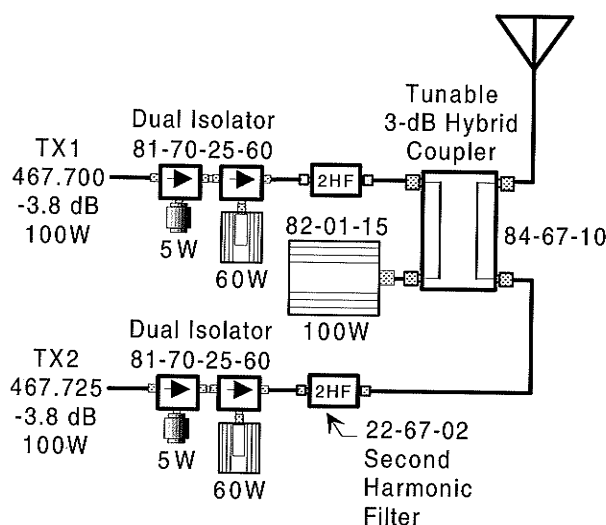 Tunable
3-dB Hybrid
Coupler
Dual Isolator
81-70-25-60
TX1
467.700
-3.8 dB
100W
2HF
5W
60W
82-01-15
100W
84-67-10
Dual Isolator
81-70-25-60
TX2
467.725
-3.8 dB
100W
2HF
5W
60W
22-67-02
Second
Harmonic
Filter